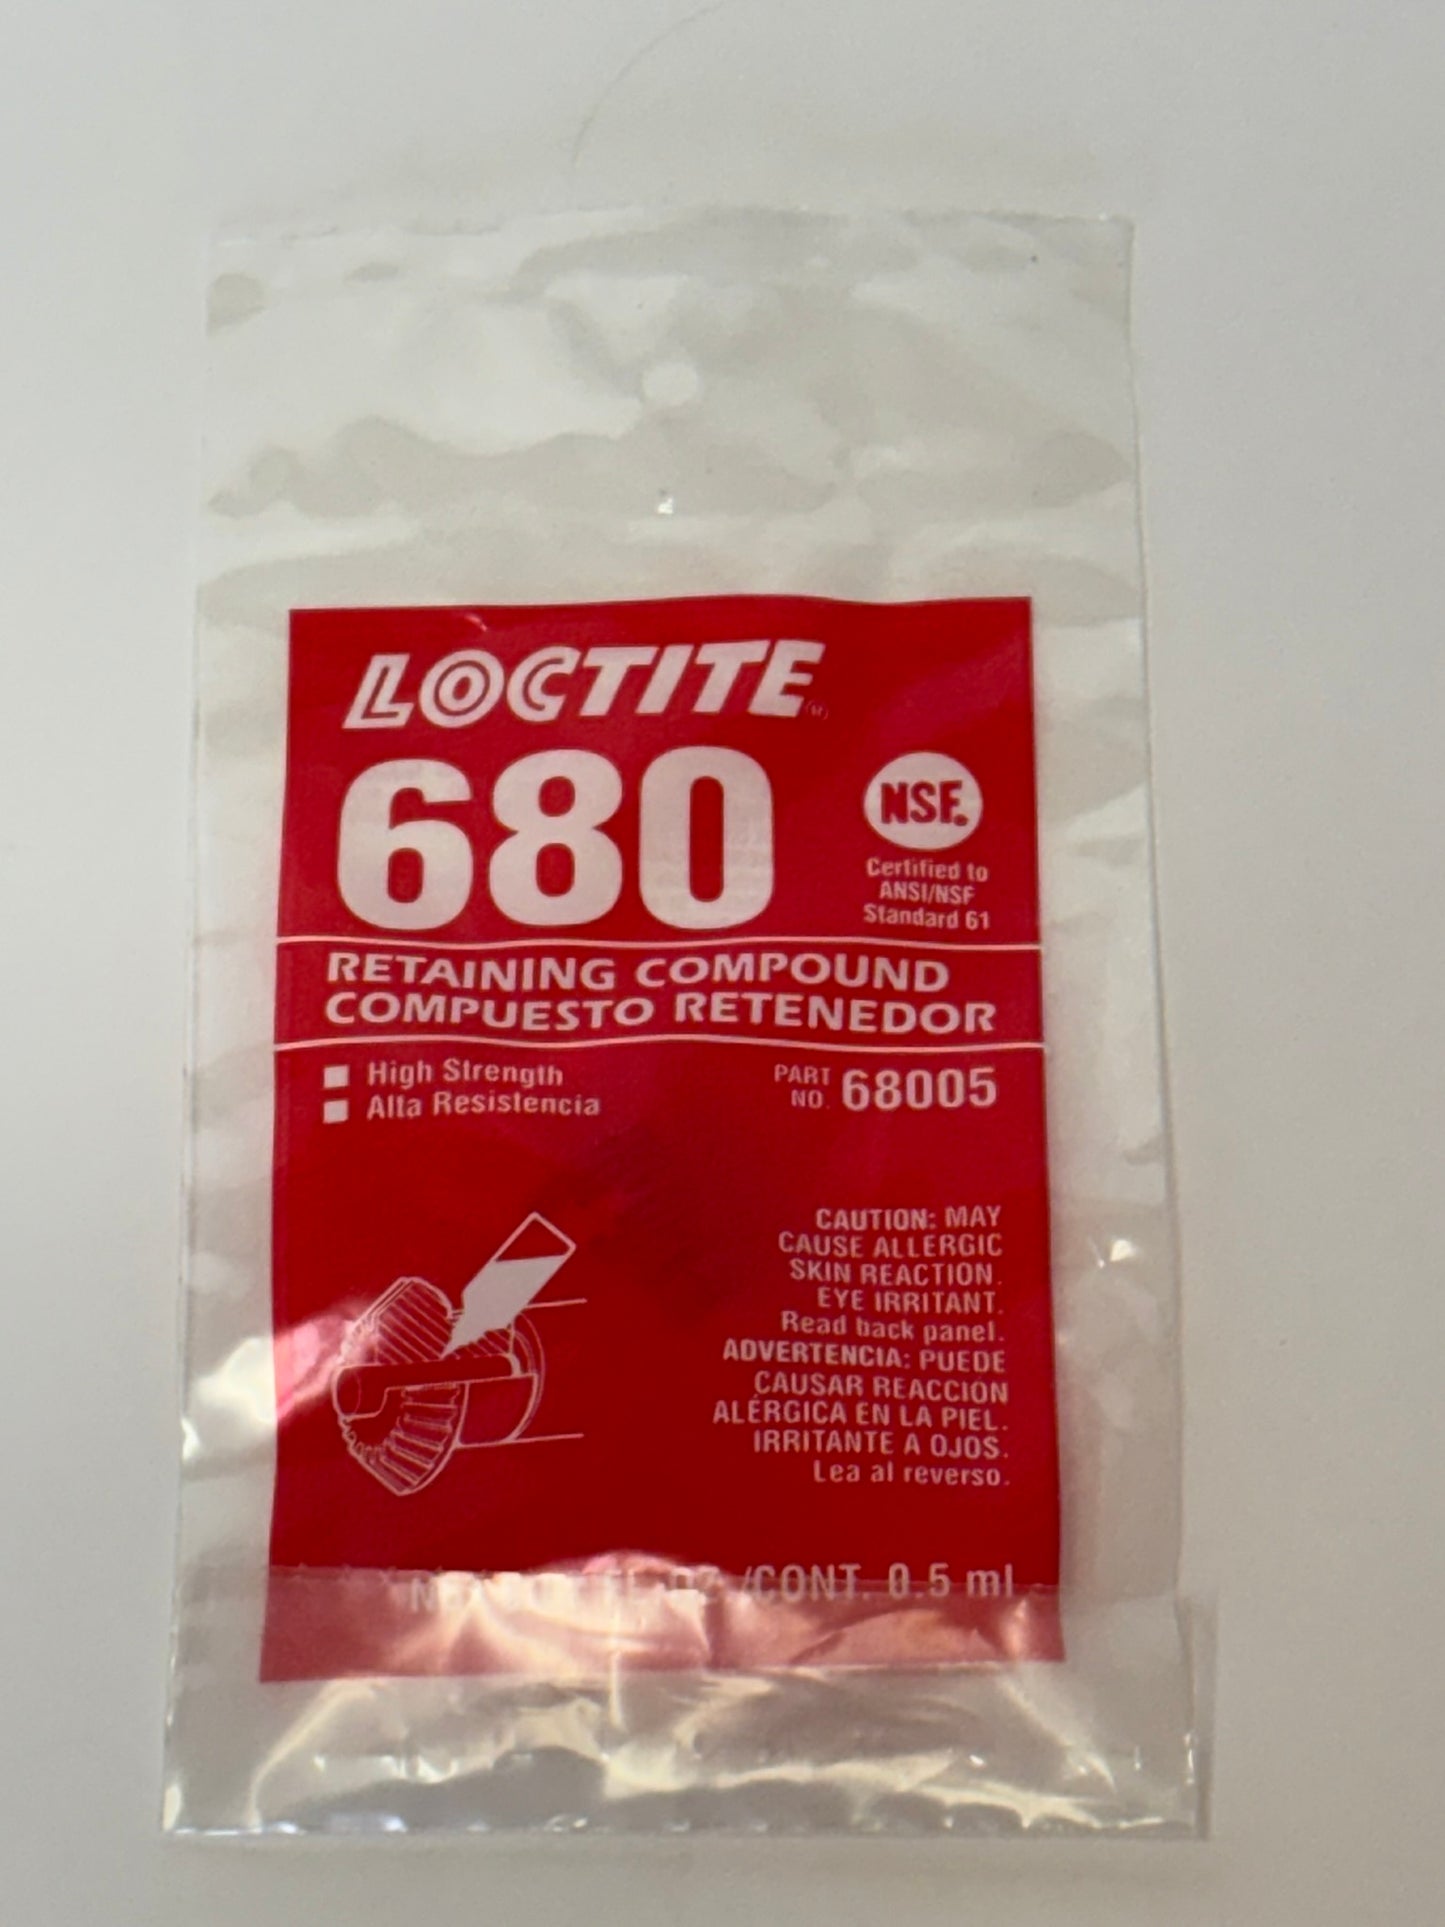 LOCTITE®
680
NSF®
Certified to
ANSI/NSF
Standard 61
RETAINING COMPOUND
COMPUESTO RETENEDOR
High Strength
Alta Resistencia
PART NO. 68005
CAUTION: MAY
CAUSE ALLERGIC
SKIN REACTION.
EYE IRRITANT.
Read back panel.
ADVERTENCIA: PUEDE
CAUSAR REACCION
ALÉRGICA EN LA PIEL.
IRRITANTE A OJOS.
Lea al reverso.
FL. OZ./CONT. 0.5 ml